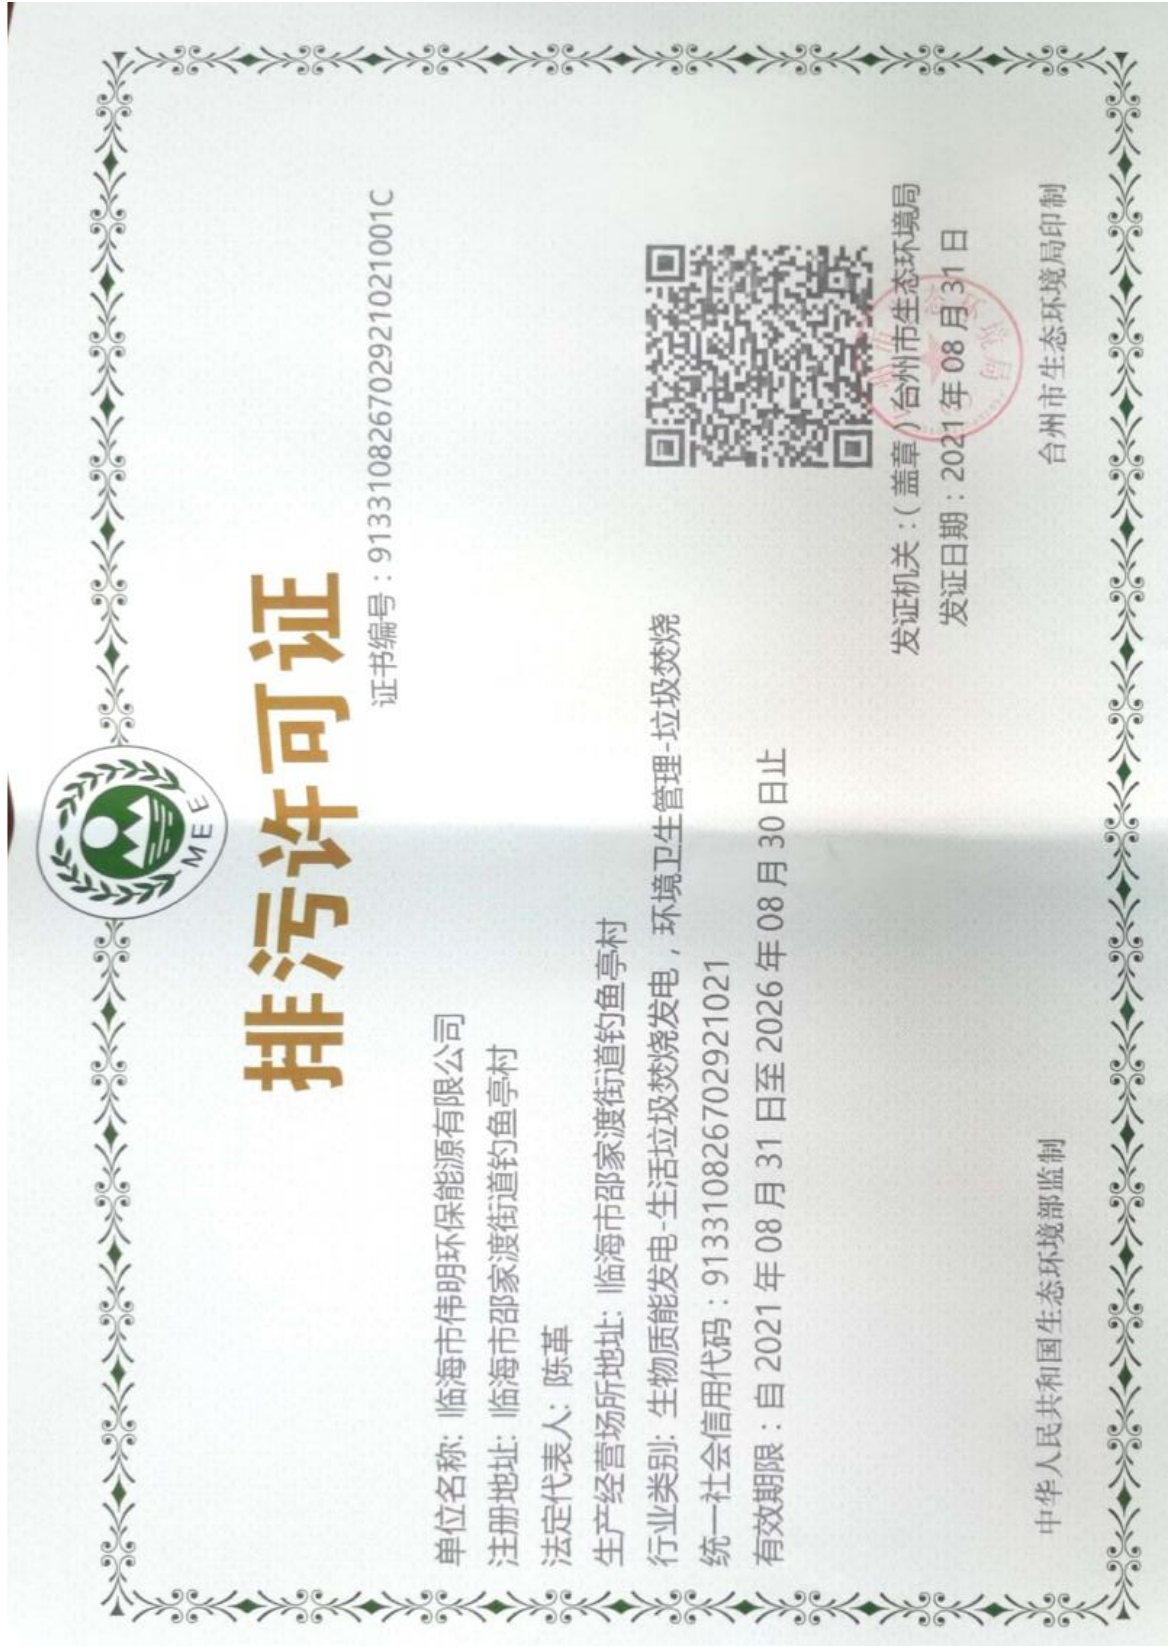 MEE
排污许可证
证书编号：913310826702921021001C
单位名称：临海市伟明环保能源有限公司
注册地址：临海市邵家渡街道钓鱼亭村
法定代表人：陈革
生产经营场所地址：临海市邵家渡街道钓鱼亭村
行业类别：生物质能发电-生活垃圾焚烧发电，环境卫生管理-垃圾焚烧
统一社会信用代码：913310826702921021
有效期限：自2021年08月31日至2026年08月30日止
发证机关：（盖章）台州市生态环境局
发证日期：2021年08月31日
中华人民共和国生态环境部监制
台州市生态环境局印制